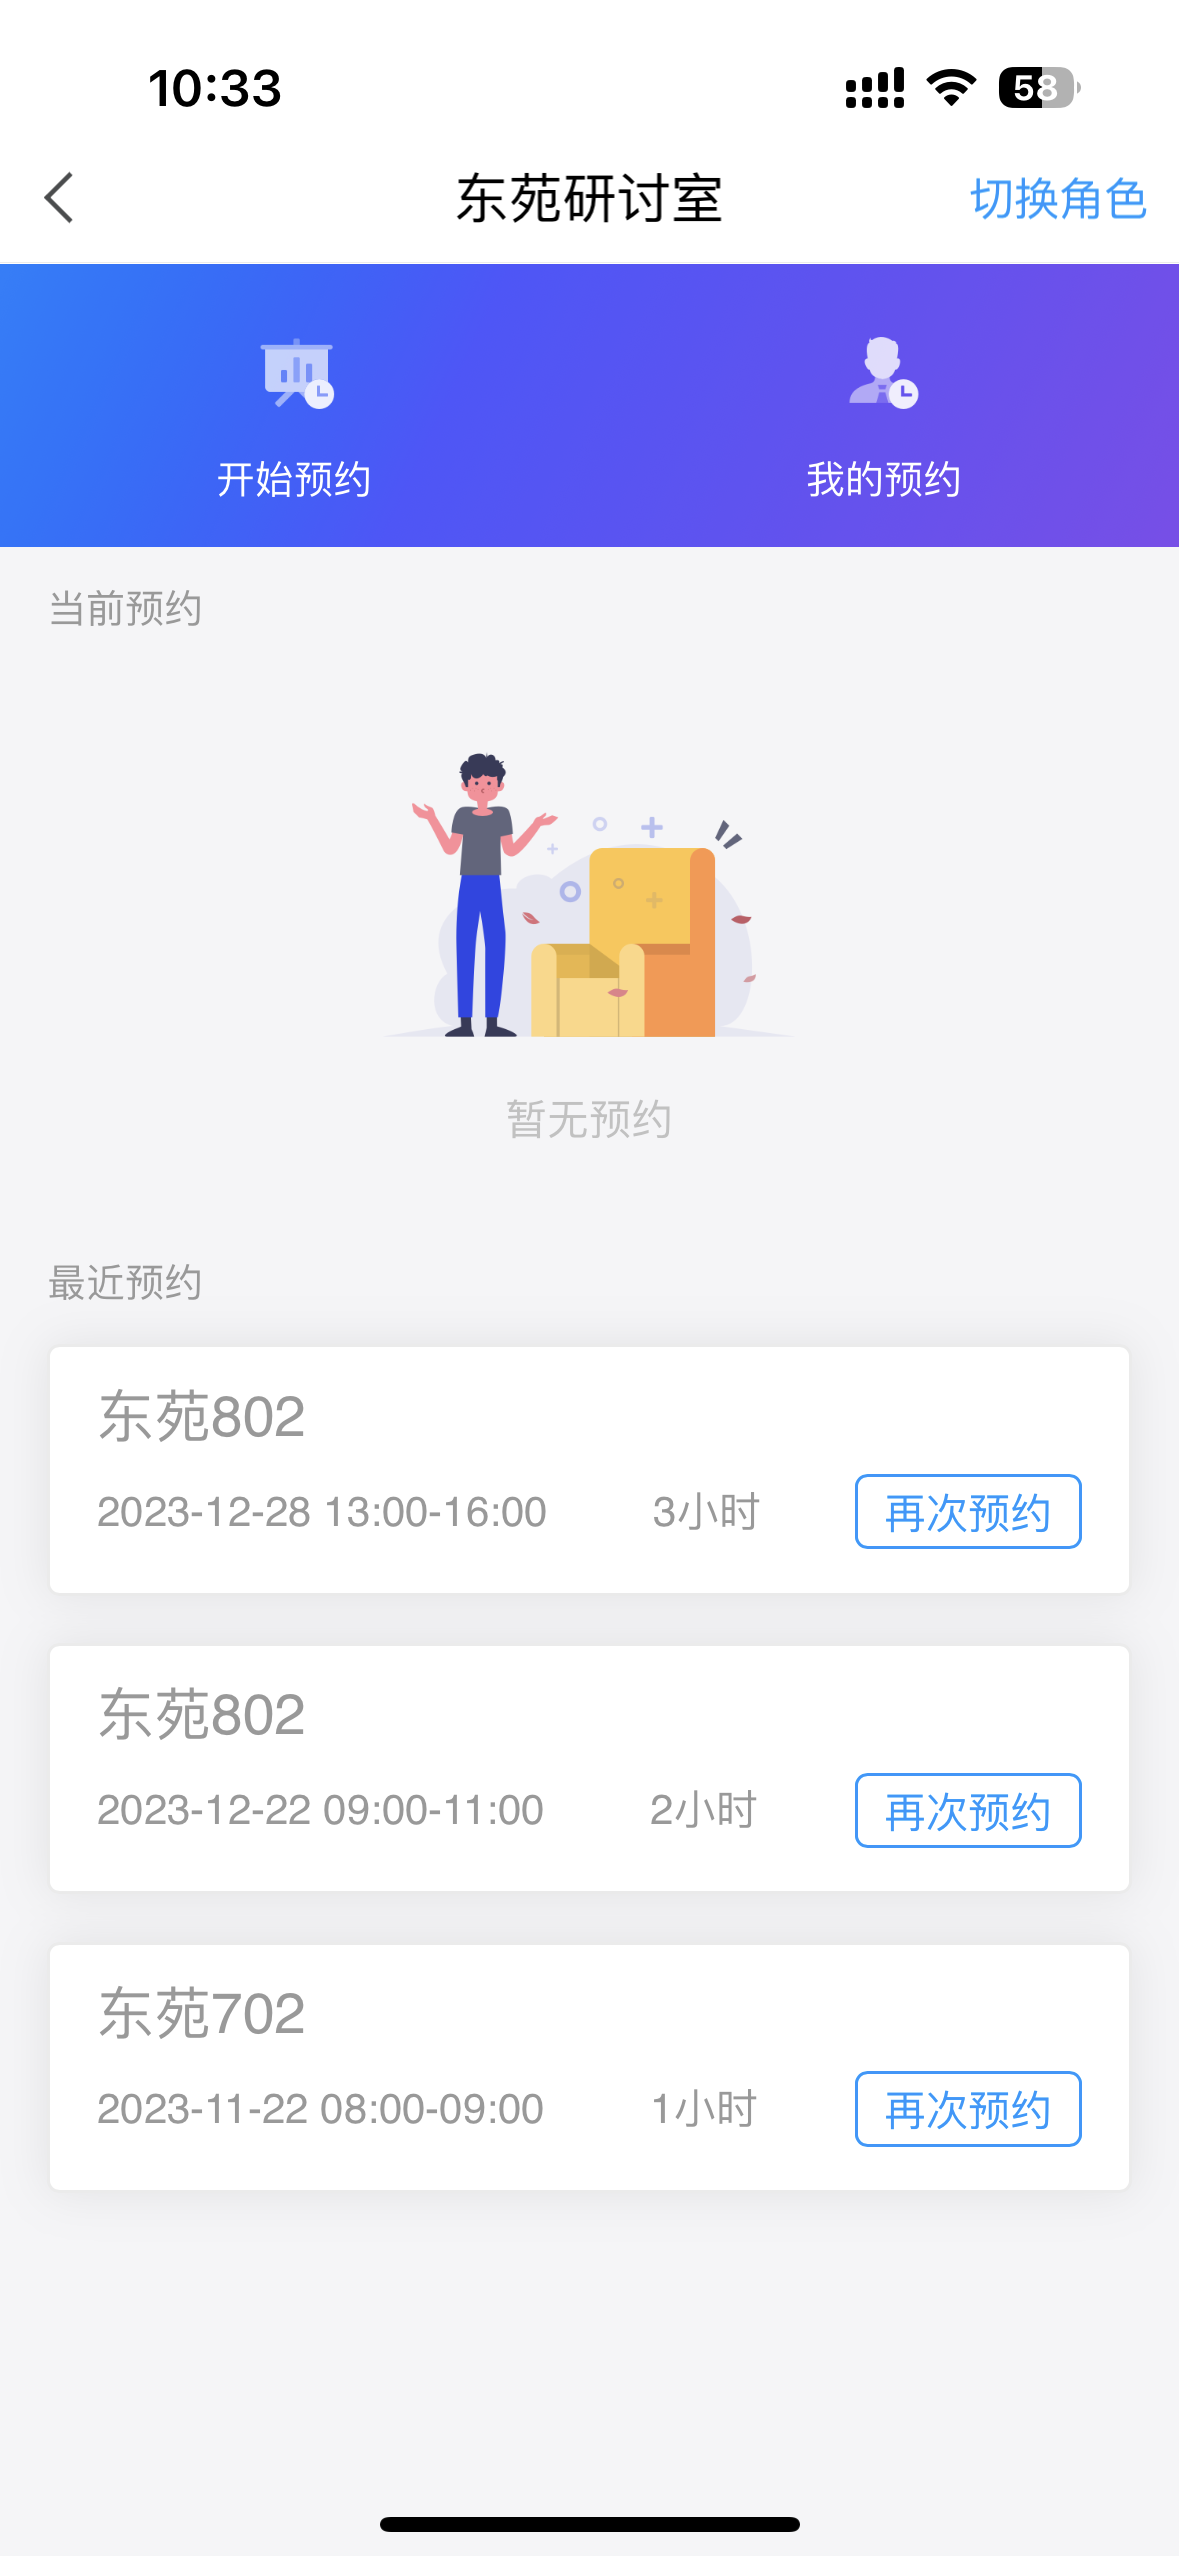 10:33
58
东苑研讨室
切换角色
开始预约
我的预约
当前预约
暂无预约
最近预约
东苑802
2023-12-28 13:00-16:00 3小时 再次预约
东苑802
2023-12-22 09:00-11:00 2小时 再次预约
东苑702
2023-11-22 08:00-09:00 1小时 再次预约